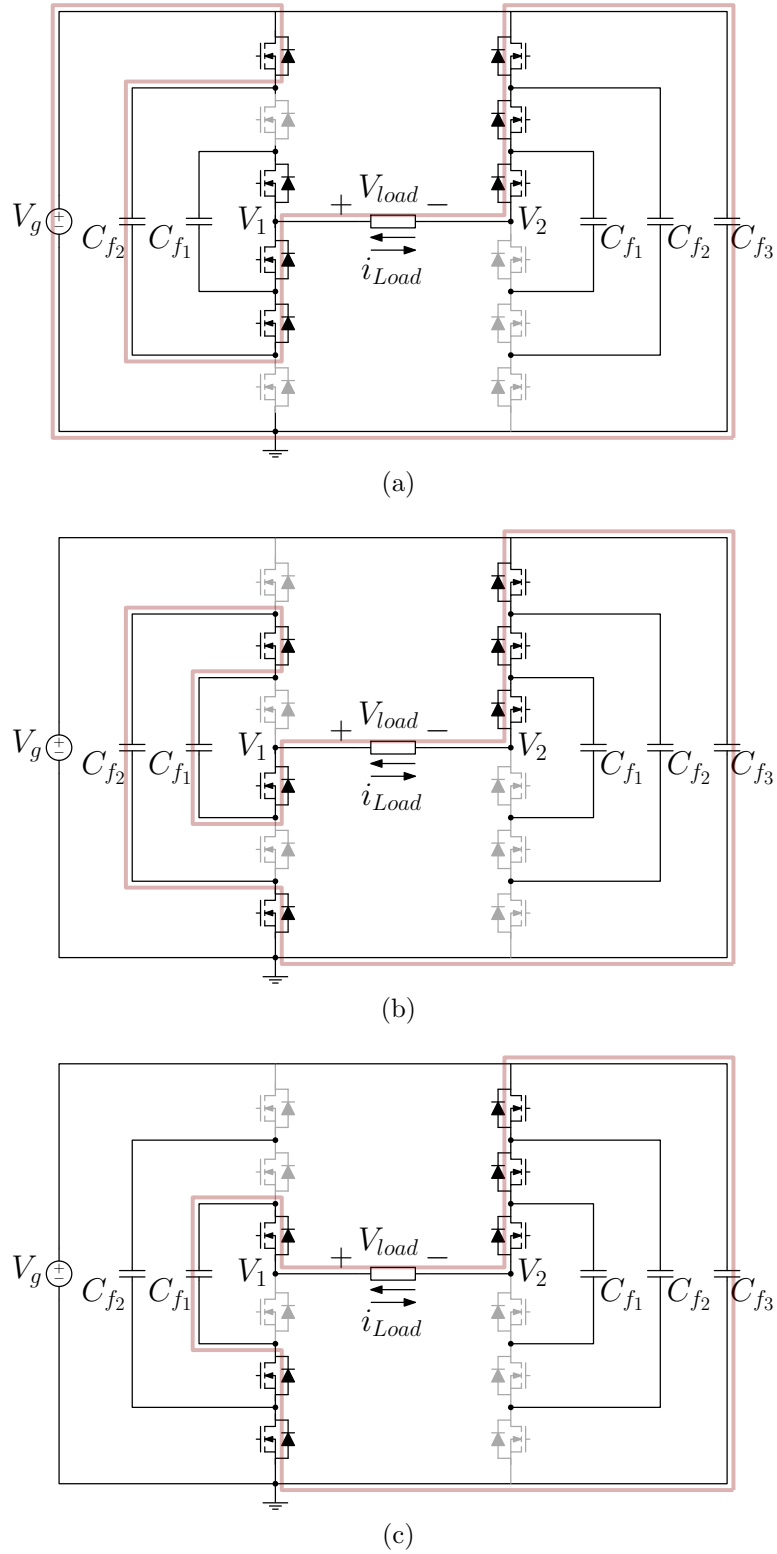 + V_{load} −
V_g C_{f_2} C_{f_1} V_1 V_2 C_{f_1} C_{f_2} C_{f_3}
i_{Load}
(a)
+ V_{load} −
V_g C_{f_2} C_{f_1} V_1 V_2 C_{f_1} C_{f_2} C_{f_3}
i_{Load}
(b)
+ V_{load} −
V_g C_{f_2} C_{f_1} V_1 V_2 C_{f_1} C_{f_2} C_{f_3}
i_{Load}
(c)